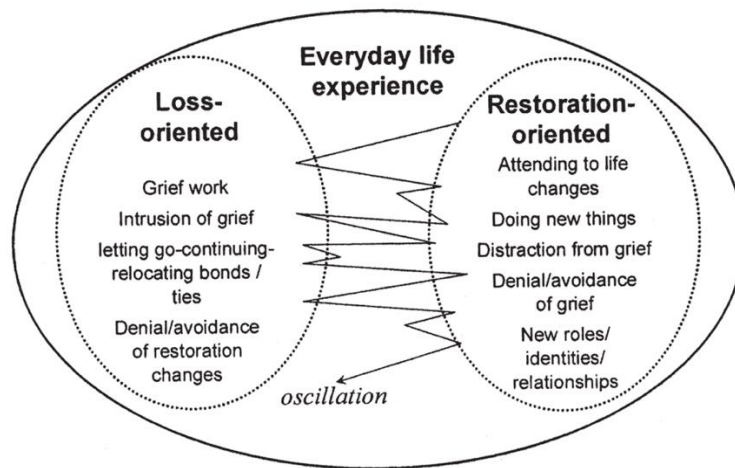 Everyday life
experience
Loss-
oriented
Grief work
Intrusion of grief
letting go-continuing-
relocating bonds /
ties
Denial/avoidance
of restoration
changes
Restoration-
oriented
Attending to life
changes
Doing new things
Distraction from grief
Denial/avoidance
of grief
New roles/
identities/
relationships
oscillation